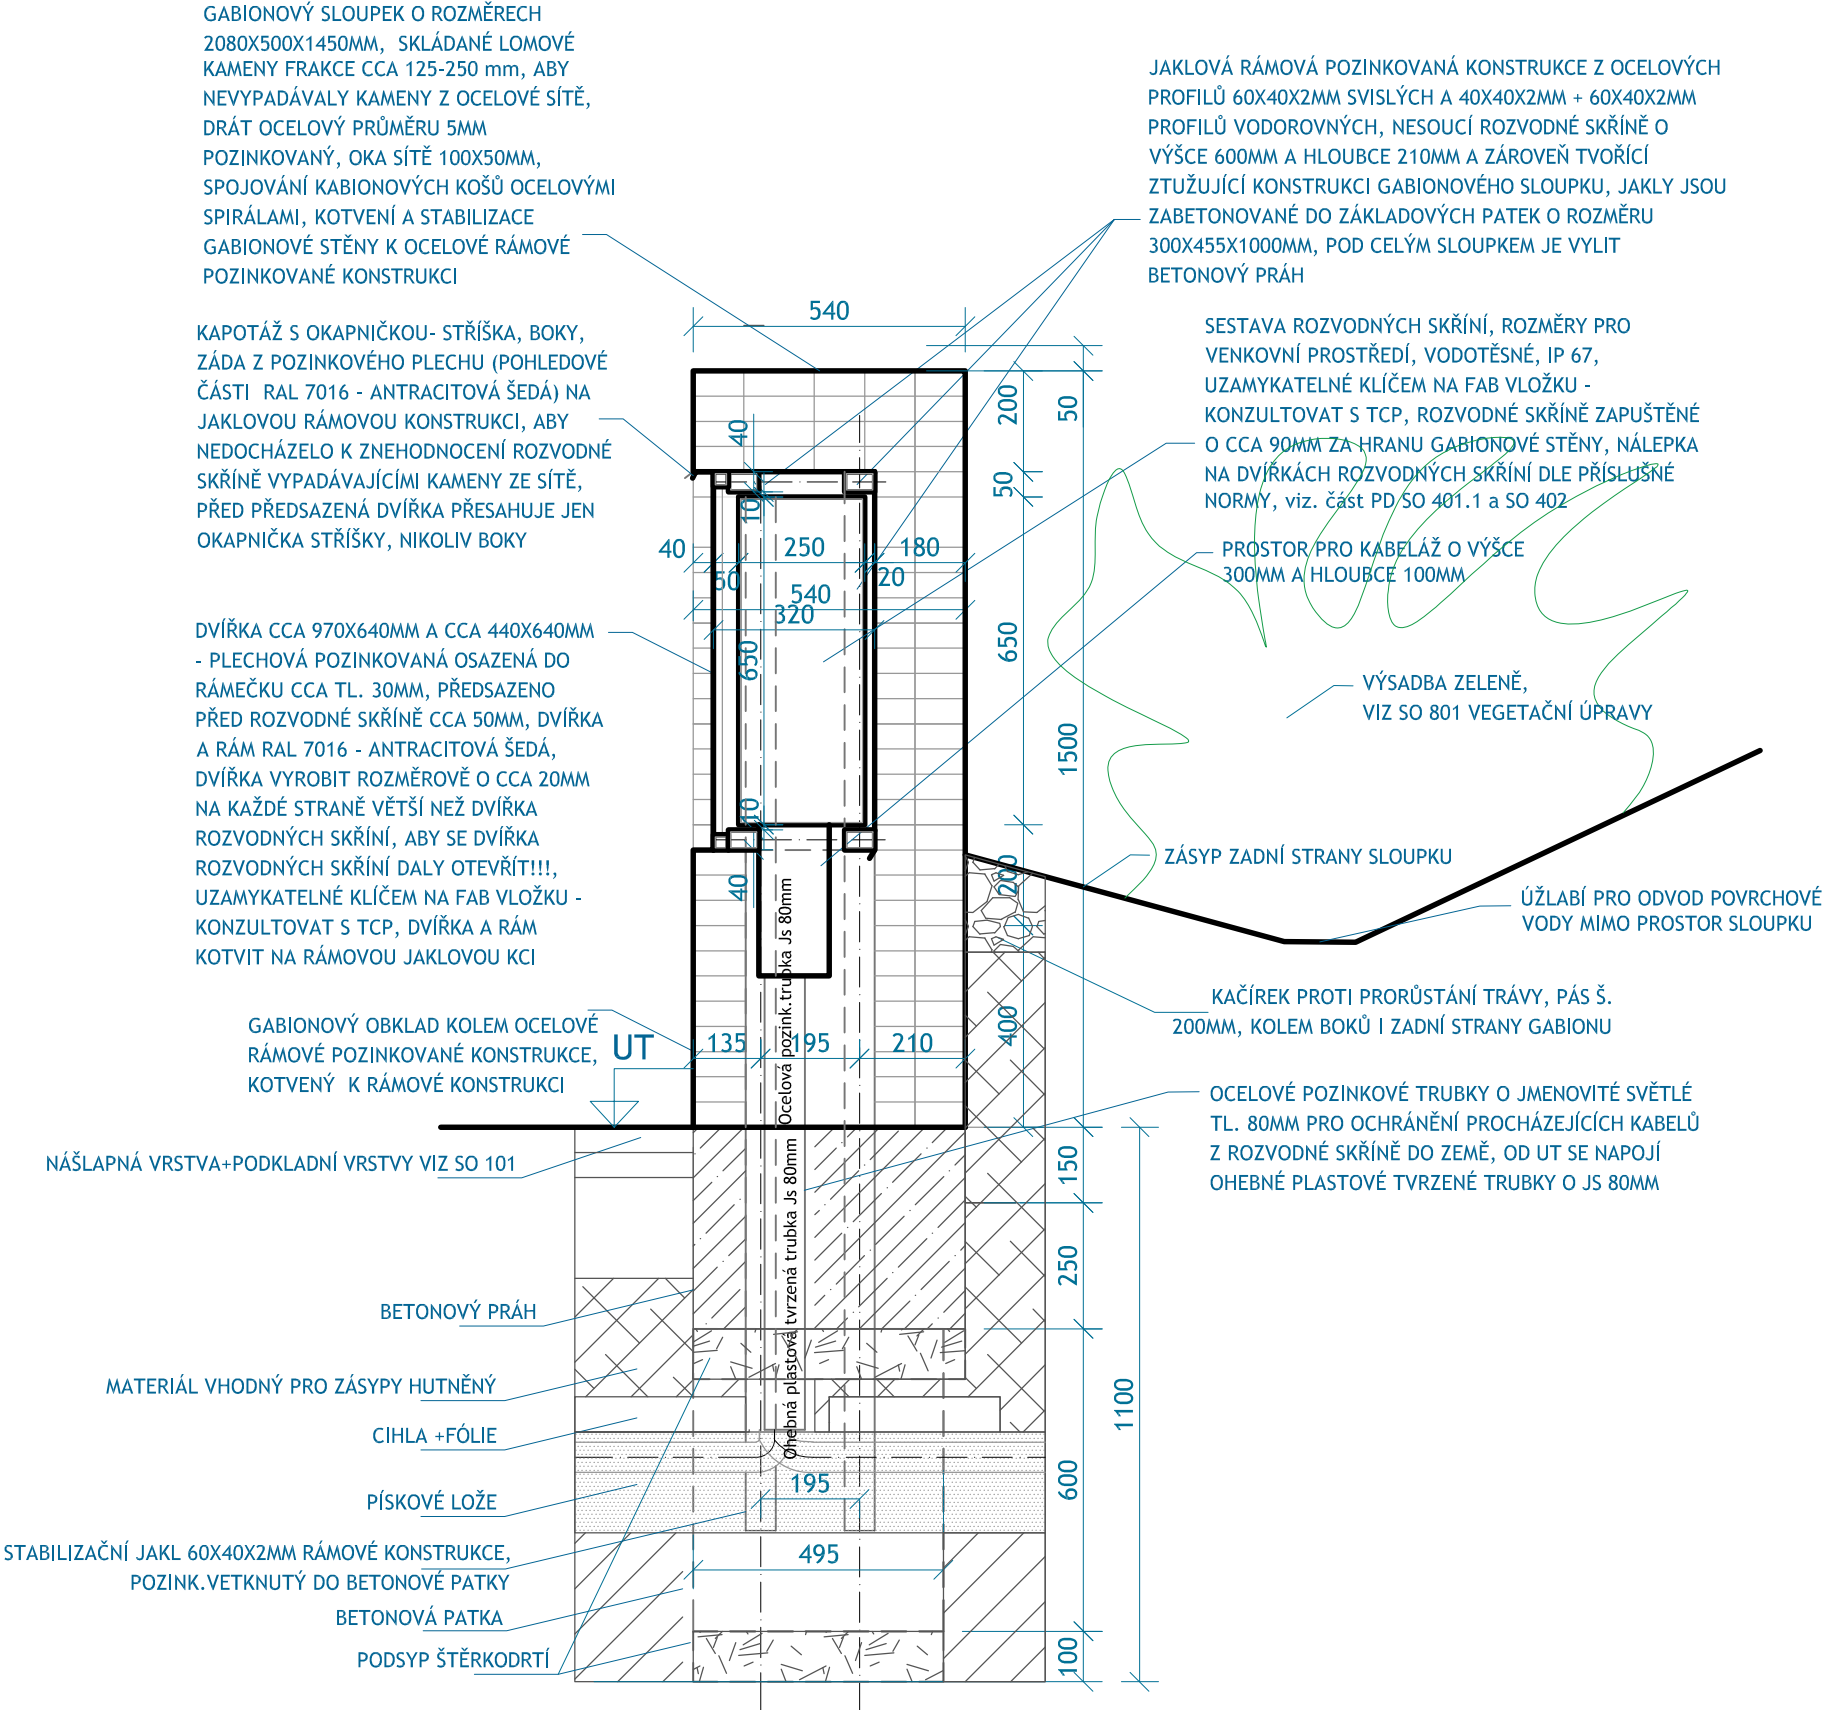 GABIONOVÝ SLOUPEK O ROZMĚRECH
2080X500X1450MM, SKLÁDANÉ LOMOVÉ
KAMENY FRAKCE CCA 125-250 mm, ABY
NEVYPADÁVALY KAMENY Z OCELOVÉ SÍTĚ,
DRÁT OCELOVÝ PRŮMĚRU 5MM
POZINKOVANÝ, OKA SÍTĚ 100X50MM,
SPOJOVÁNÍ KABIONOVÝCH KOŠŮ OCELOVÝMI
SPIRÁLAMI, KOTVENÍ A STABILIZACE
GABIONOVÉ STĚNY K OCELOVÉ RÁMOVÉ
POZINKOVANÉ KONSTRUKCI
KAPOTÁŽ S OKAPNIČKOU- STŘÍŠKA, BOKY,
ZÁDA Z POZINKOVÉHO PLECHU (POHLEDOVÉ
ČÁSTI RAL 7016 - ANTRACITOVÁ ŠEDÁ) NA
JAKLOVOU RÁMOVOU KONSTRUKCI, ABY
NEDOCHÁZELO K ZNEHODNOCENÍ ROZVODNÉ
SKŘÍNĚ VYPADÁVAJÍCÍMI KAMENY ZE SÍTĚ,
PŘED PŘEDSAZENÁ DVÍŘKA PŘESAHUJE JEN
OKAPNIČKA STŘÍŠKY, NIKOLIV BOKY
DVÍŘKA CCA 970X640MM A CCA 440X640MM
- PLECHOVÁ POZINKOVANÁ OSAZENÁ DO
RÁMEČKU CCA TL. 30MM, PŘEDSAZENO
PŘED ROZVODNÉ SKŘÍNĚ CCA 50MM, DVÍŘKA
A RÁM RAL 7016 - ANTRACITOVÁ ŠEDÁ,
DVÍŘKA VYROBIT ROZMĚROVĚ O CCA 20MM
NA KAŽDÉ STRANĚ VĚTŠÍ NEŽ DVÍŘKA
ROZVODNÝCH SKŘÍNÍ, ABY SE DVÍŘKA
ROZVODNÝCH SKŘÍNÍ DALY OTEVŘÍT!!!,
UZAMYKATELNÉ KLÍČEM NA FAB VLOŽKU -
KONZULTOVAT S TCP, DVÍŘKA A RÁM
KOTVIT NA RÁMOVOU JAKLOVOU KCI
GABIONOVÝ OBKLAD KOLEM OCELOVÉ
RÁMOVÉ POZINKOVANÉ KONSTRUKCE,
KOTVENÝ K RÁMOVÉ KONSTRUKCI
UT
NÁŠLAPNÁ VRSTVA+PODKLADNÍ VRSTVY VIZ SO 101
BETONOVÝ PRÁH
MATERIÁL VHODNÝ PRO ZÁSYPY HUTNĚNÝ
CIHLA +FÓLIE
PÍSKOVÉ LOŽE
STABILIZAČNÍ JAKL 60X40X2MM RÁMOVÉ KONSTRUKCE,
POZINK.VETKNUTÝ DO BETONOVÉ PATKY
BETONOVÁ PATKA
PODSYP ŠTĚRKODRTÍ
540
40
10
40
250
180
50
20
540
320
650
10
40
135
195
210
195
495
Ocelová pozink.trubka Js 80mm
Ohebná plastová tvrzená trubka Js 80mm
200
50
50
650
1500
200
400
150
250
1100
600
100
JAKLOVÁ RÁMOVÁ POZINKOVANÁ KONSTRUKCE Z OCELOVÝCH
PROFILŮ 60X40X2MM SVISLÝCH A 40X40X2MM + 60X40X2MM
PROFILŮ VODOROVNÝCH, NESOUCÍ ROZVODNÉ SKŘÍNĚ O
VÝŠCE 600MM A HLOUBCE 210MM A ZÁROVEŇ TVOŘÍCÍ
ZTUŽUJÍCÍ KONSTRUKCI GABIONOVÉHO SLOUPKU, JAKLY JSOU
ZABETONOVANÉ DO ZÁKLADOVÝCH PATEK O ROZMĚRU
300X455X1000MM, POD CELÝM SLOUPKEM JE VYLIT
BETONOVÝ PRÁH
SESTAVA ROZVODNÝCH SKŘÍNÍ, ROZMĚRY PRO
VENKOVNÍ PROSTŘEDÍ, VODOTĚSNÉ, IP 67,
UZAMYKATELNÉ KLÍČEM NA FAB VLOŽKU -
KONZULTOVAT S TCP, ROZVODNÉ SKŘÍNĚ ZAPUŠTĚNÉ
O CCA 90MM ZA HRANU GABIONOVÉ STĚNY, NÁLEPKA
NA DVÍŘKÁCH ROZVODNÝCH SKŘÍNÍ DLE PŘÍSLUŠNÉ
NORMY, viz. část PD SO 401.1 a SO 402
PROSTOR PRO KABELÁŽ O VÝŠCE
300MM A HLOUBCE 100MM
VÝSADBA ZELENĚ,
VIZ SO 801 VEGETAČNÍ ÚPRAVY
ZÁSYP ZADNÍ STRANY SLOUPKU
ÚŽLABÍ PRO ODVOD POVRCHOVÉ
VODY MIMO PROSTOR SLOUPKU
KAČÍREK PROTI PRORŮSTÁNÍ TRÁVY, PÁS Š.
200MM, KOLEM BOKŮ I ZADNÍ STRANY GABIONU
OCELOVÉ POZINKOVÉ TRUBKY O JMENOVITÉ SVĚTLÉ
TL. 80MM PRO OCHRÁNĚNÍ PROCHÁZEJÍCÍCH KABELŮ
Z ROZVODNÉ SKŘÍNĚ DO ZEMĚ, OD UT SE NAPOJÍ
OHEBNÉ PLASTOVÉ TVRZENÉ TRUBKY O JS 80MM